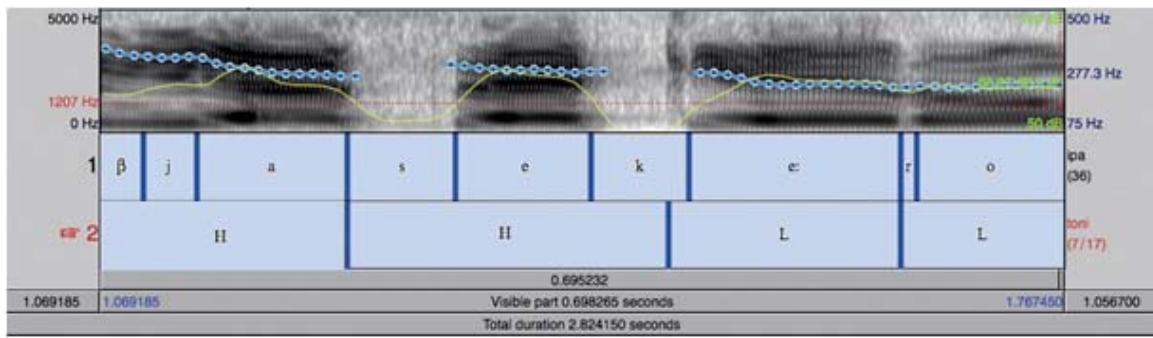 5000 Hz 500 Hz
277.3 Hz
1207 Hz
0 Hz 50 dB 75 Hz
1 β j a s e k e: r o ipa
(36)
☞ 2 H H L L toni
(7/17)
0.695232
1.069185 1.069185 Visible part 0.698265 seconds 1.767450 1.056700
Total duration 2.824150 seconds